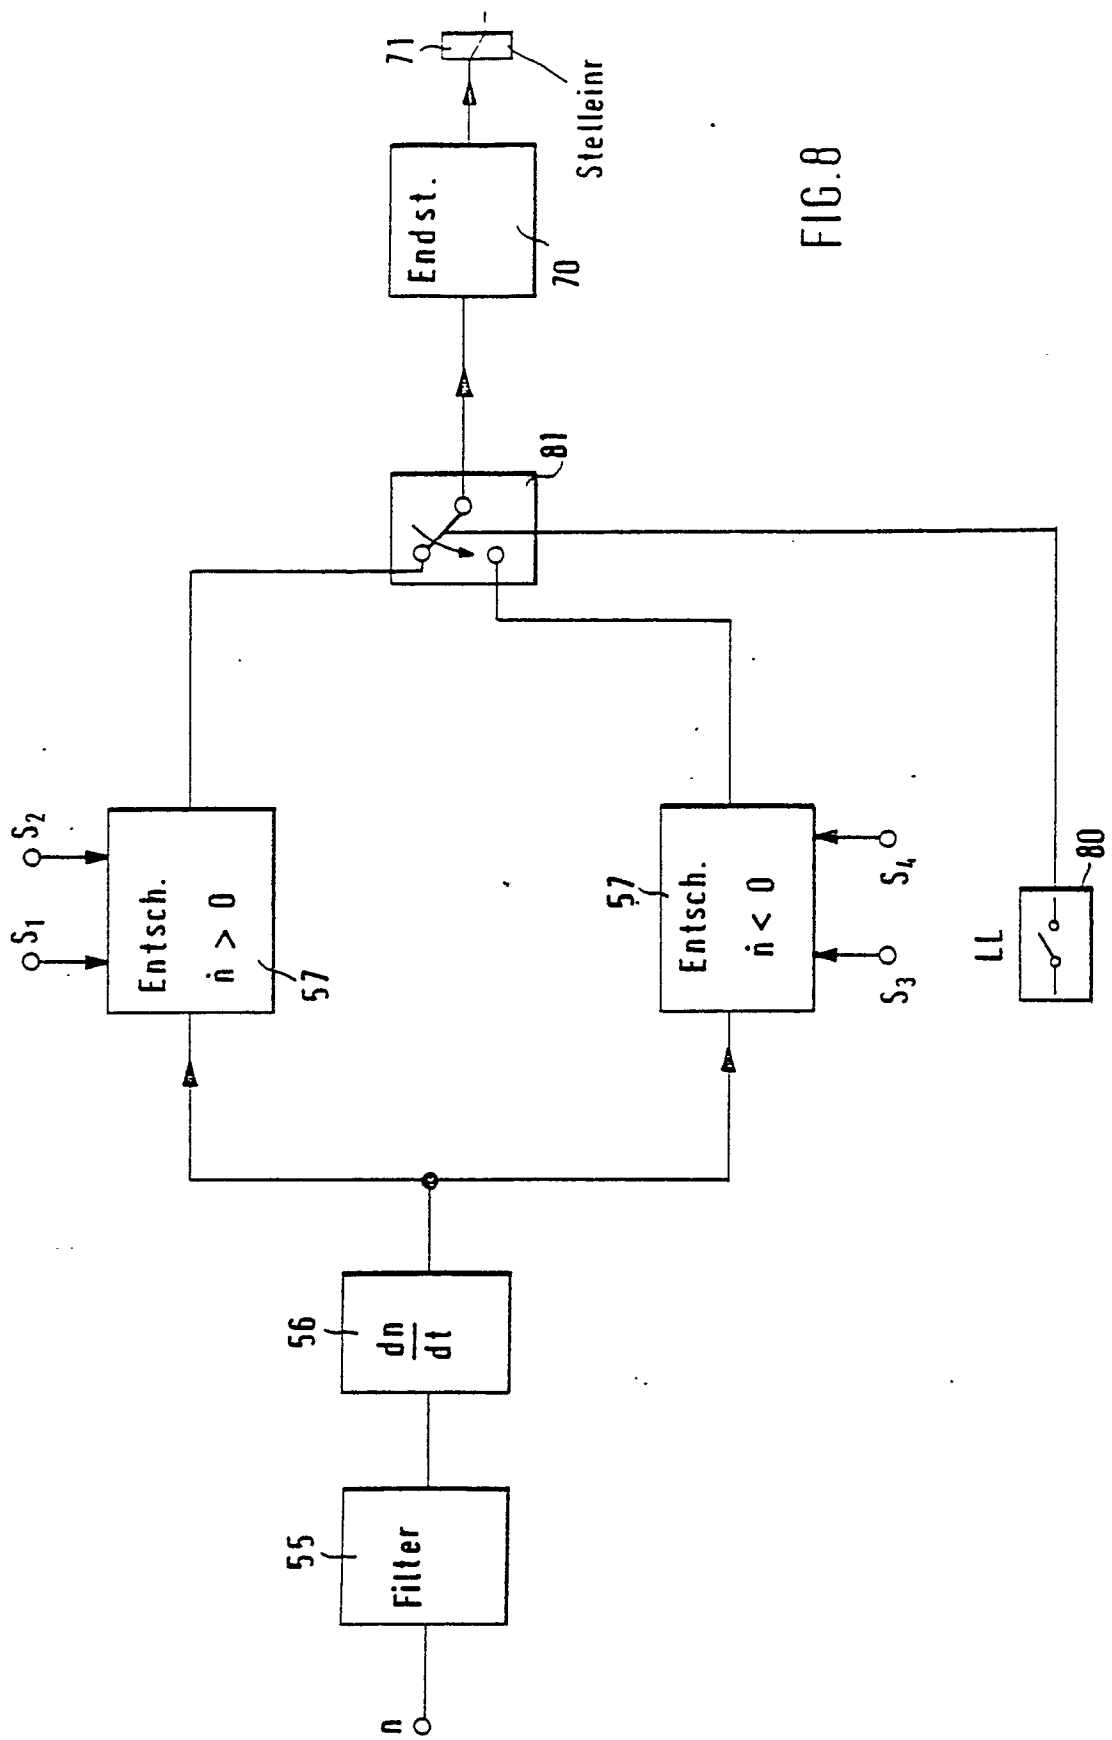 n
55
Filter
56
dn
dt
S1
S2
Entsch.
ṅ > 0
57
57
Entsch.
ṅ < 0
S3
S4
LL
80
81
Endst.
70
71
Stelleinr
FIG.8